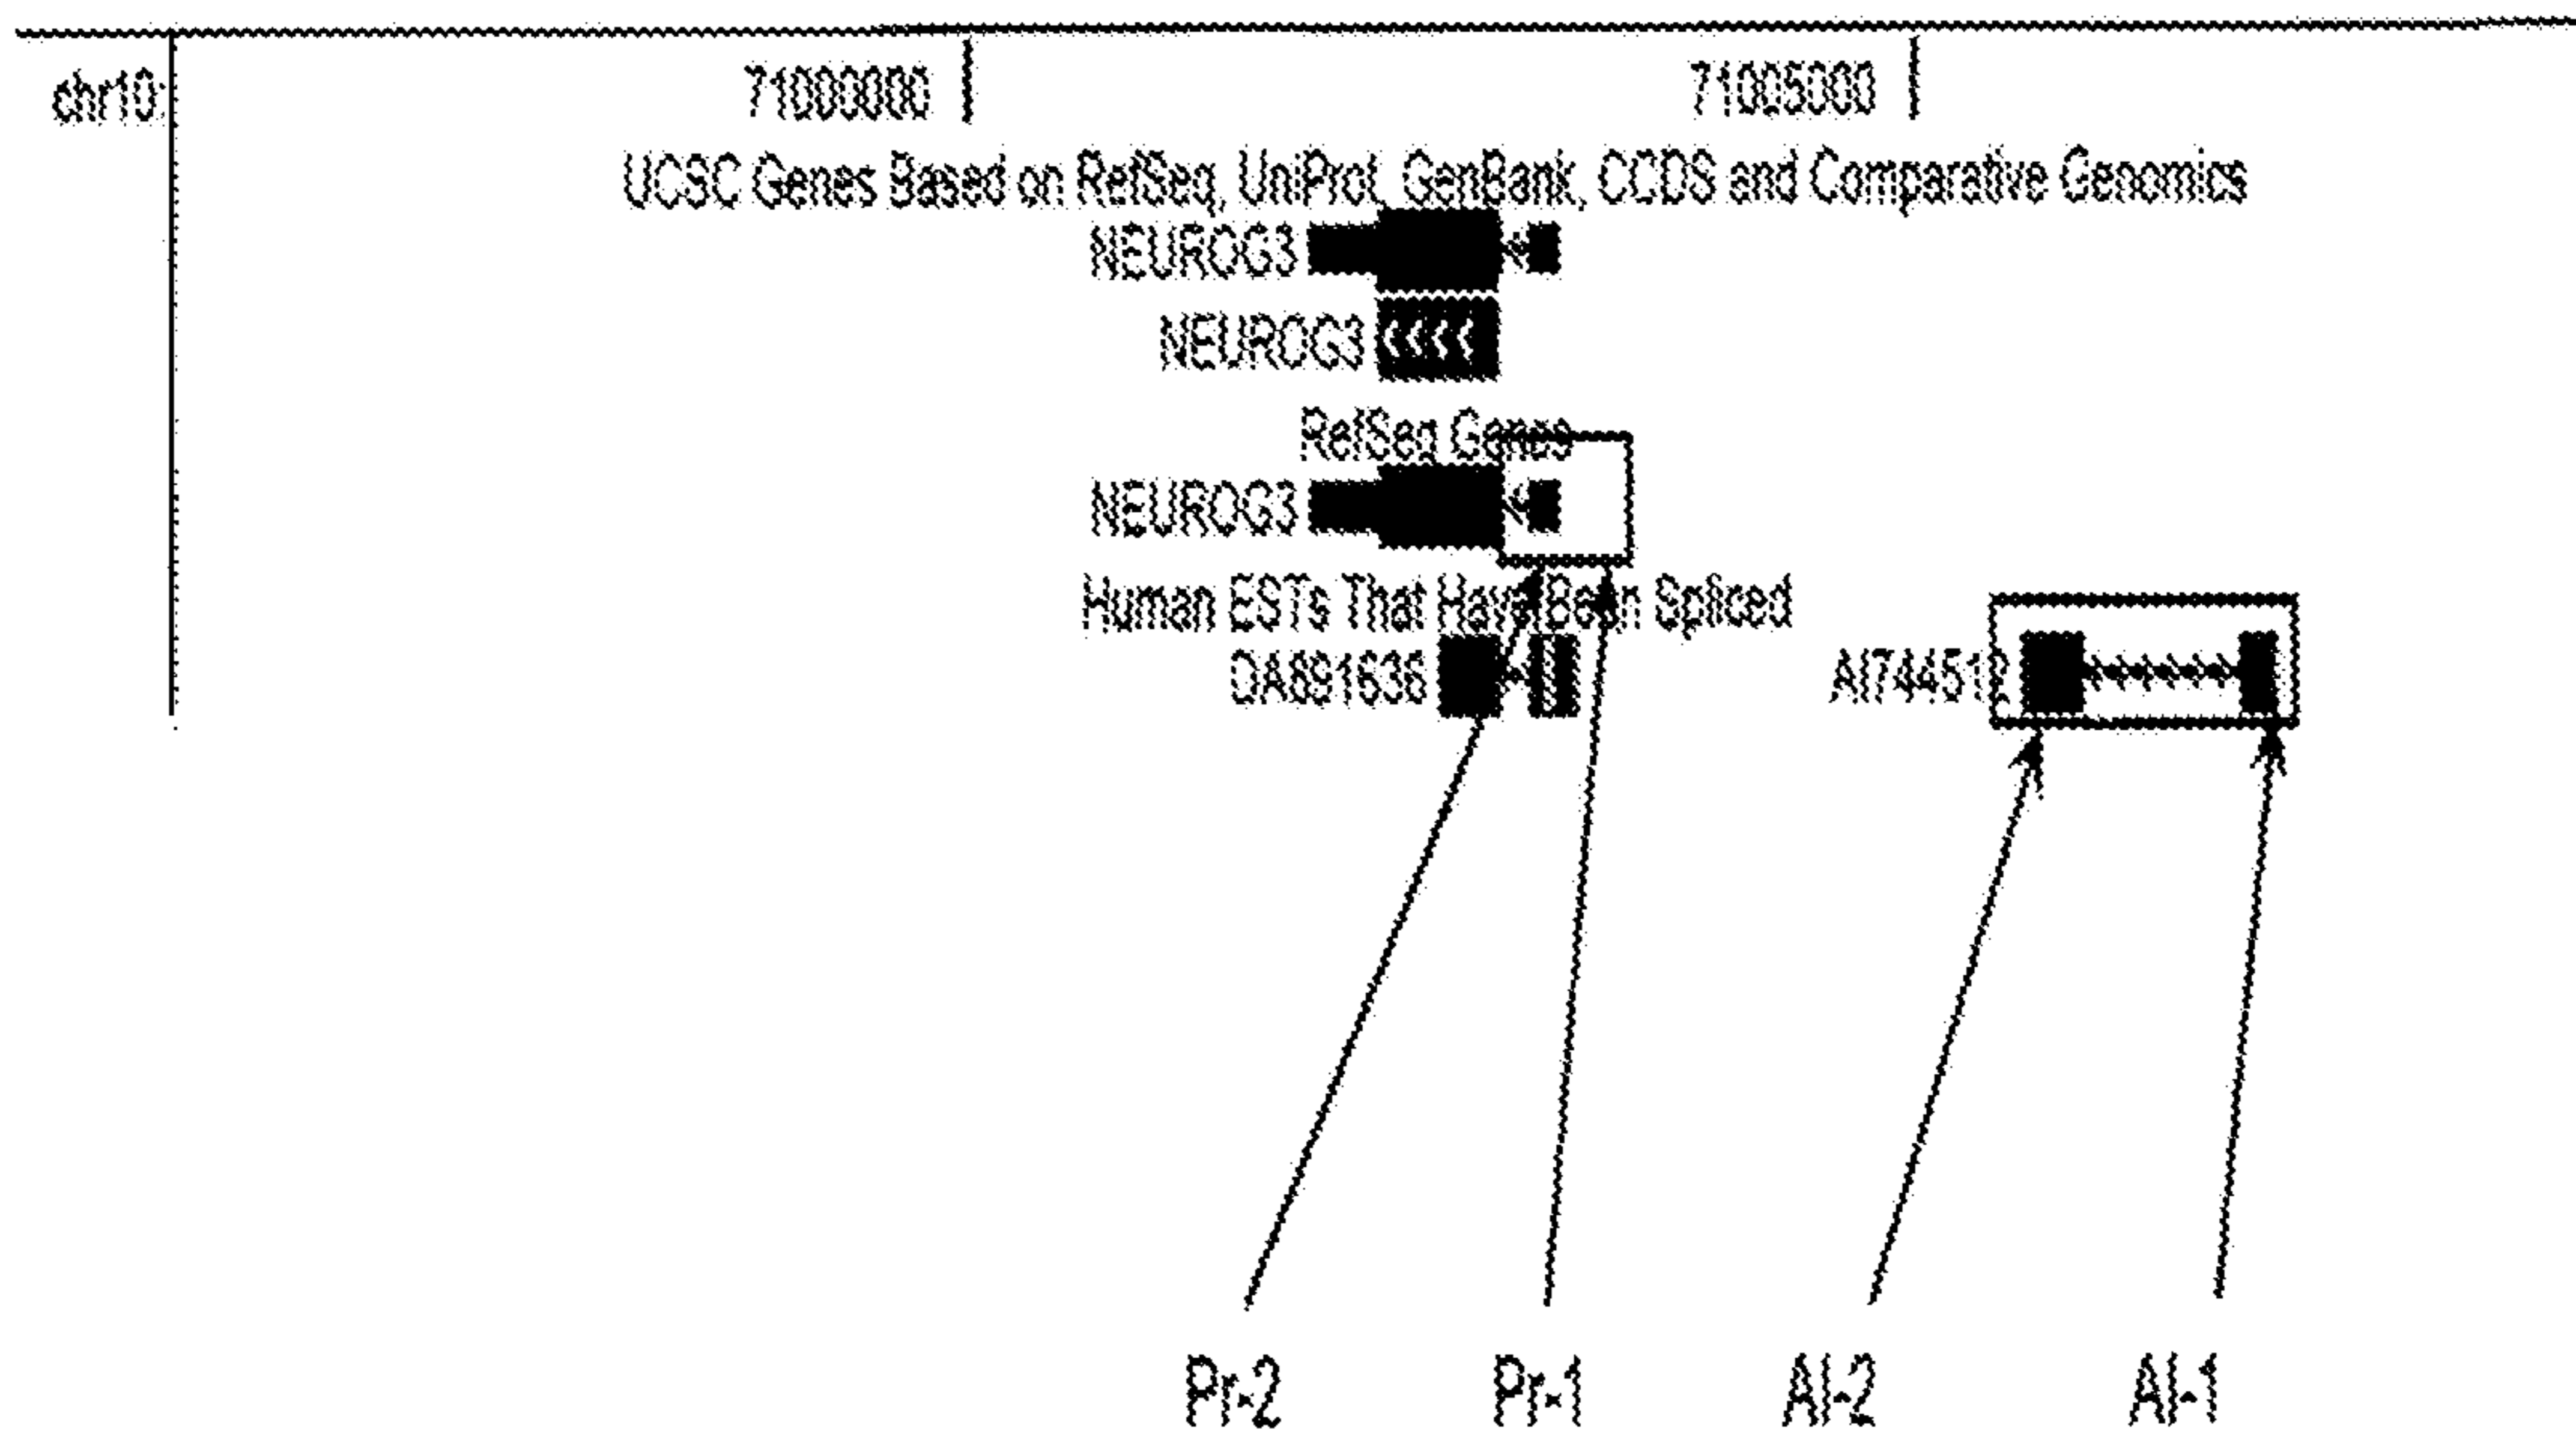 chr10:
71000000
71005000
UCSC Genes Based on RefSeq, UniProt, GenBank, CCDS and Comparative Genomics
NEUROG3
NEUROG3
RefSeq Genes
NEUROG3
Human ESTs That Have Been Spliced
DA891636
AI744512
Pr-2
Pr-1
AI-2
AI-1